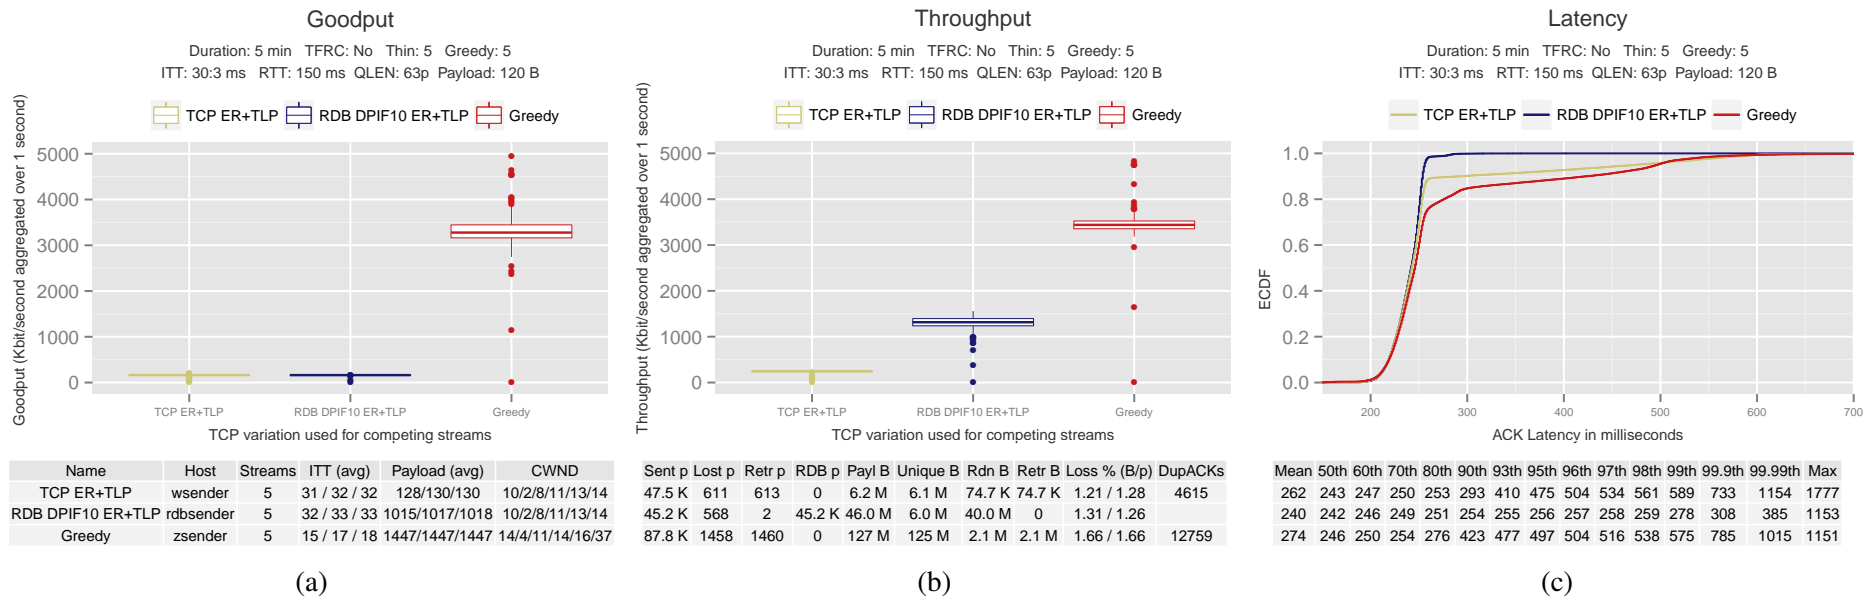 Goodput
Duration: 5 min TFRC: No Thin: 5 Greedy: 5
ITT: 30:3 ms RTT: 150 ms QLEN: 63p Payload: 120 B
TCP ER+TLP RDB DPIF10 ER+TLP Greedy
Goodput (Kbit/second aggregated over 1 second)
5000
4000
3000
2000
1000
0
TCP ER+TLP RDB DPIF10 ER+TLP Greedy
TCP variation used for competing streams
Name Host Streams ITT (avg) Payload (avg) CWND
TCP ER+TLP wsender 5 31 / 32 / 32 128/130/130 10/2/8/11/13/14
RDB DPIF10 ER+TLP rdbsender 5 32 / 33 / 33 1015/1017/1018 10/2/8/11/13/14
Greedy zsender 5 15 / 17 / 18 1447/1447/1447 14/4/11/14/16/37
(a)
Throughput
Duration: 5 min TFRC: No Thin: 5 Greedy: 5
ITT: 30:3 ms RTT: 150 ms QLEN: 63p Payload: 120 B
TCP ER+TLP RDB DPIF10 ER+TLP Greedy
Throughput (Kbit/second aggregated over 1 second)
5000
4000
3000
2000
1000
0
TCP ER+TLP RDB DPIF10 ER+TLP Greedy
TCP variation used for competing streams
Sent p Lost p Retr p RDB p Payl B Unique B Rdn B Retr B Loss % (B/p) DupACKs
47.5 K 611 613 0 6.2 M 6.1 M 74.7 K 74.7 K 1.21 / 1.28 4615
45.2 K 568 2 45.2 K 46.0 M 6.0 M 40.0 M 0 1.31 / 1.26
87.8 K 1458 1460 0 127 M 125 M 2.1 M 2.1 M 1.66 / 1.66 12759
(b)
Latency
Duration: 5 min TFRC: No Thin: 5 Greedy: 5
ITT: 30:3 ms RTT: 150 ms QLEN: 63p Payload: 120 B
TCP ER+TLP RDB DPIF10 ER+TLP Greedy
ECDF
1.0
0.8
0.6
0.4
0.2
0.0
200 300 400 500 600 700
ACK Latency in milliseconds
Mean 50th 60th 70th 80th 90th 93th 95th 96th 97th 98th 99th 99.9th 99.99th Max
262 243 247 250 253 293 410 475 504 534 561 589 733 1154 1777
240 242 246 249 251 254 255 256 257 258 259 278 308 385 1153
274 246 250 254 276 423 477 497 504 516 538 575 785 1015 1151
(c)